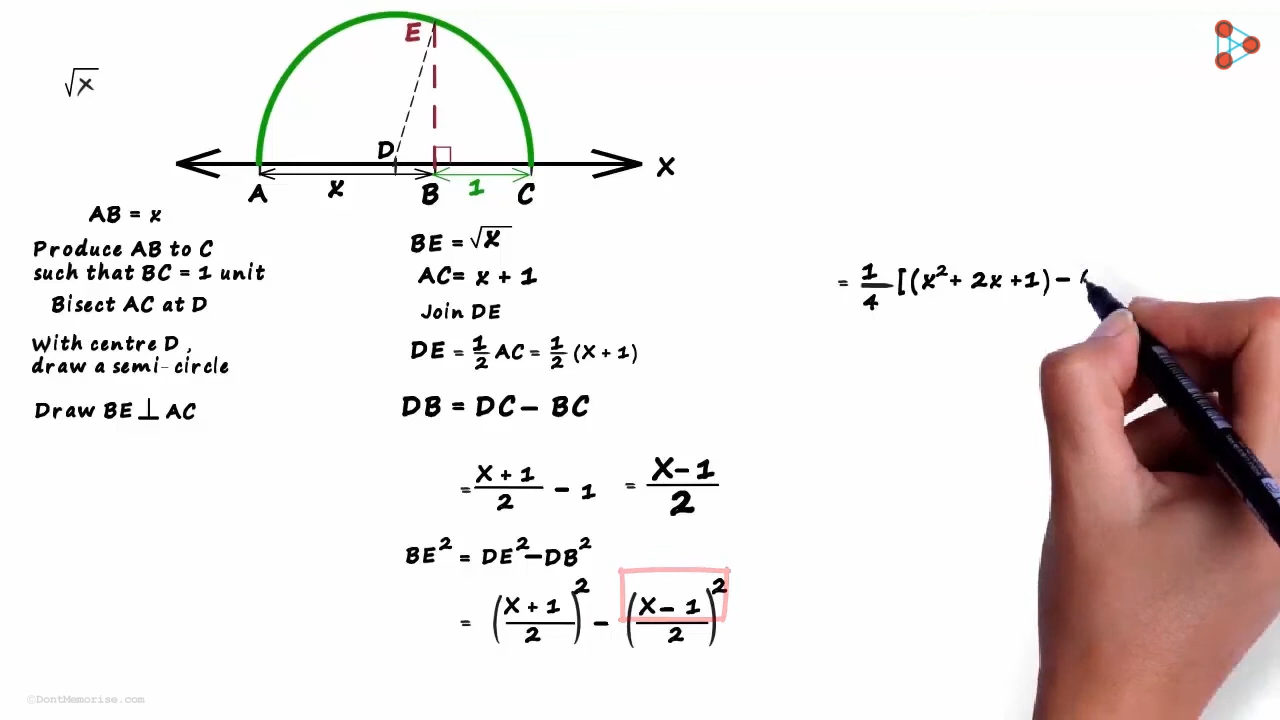 √x
E
D
X
A x B 1 C
AB = x
Produce AB to C
such that BC = 1 unit
Bisect AC at D
With centre D,
draw a semi-circle
Draw BE ⊥ AC
BE = √x
AC= x + 1
Join DE
DE = 1/2 AC = 1/2 (X + 1)
DB = DC - BC
= (X + 1)/2 - 1 = (X - 1)/2
BE² = DE² - DB²
= ((X + 1)/2)² - ((X - 1)/2)²
= 1/4 [(x² + 2x + 1) - (
©DontMemorise.com